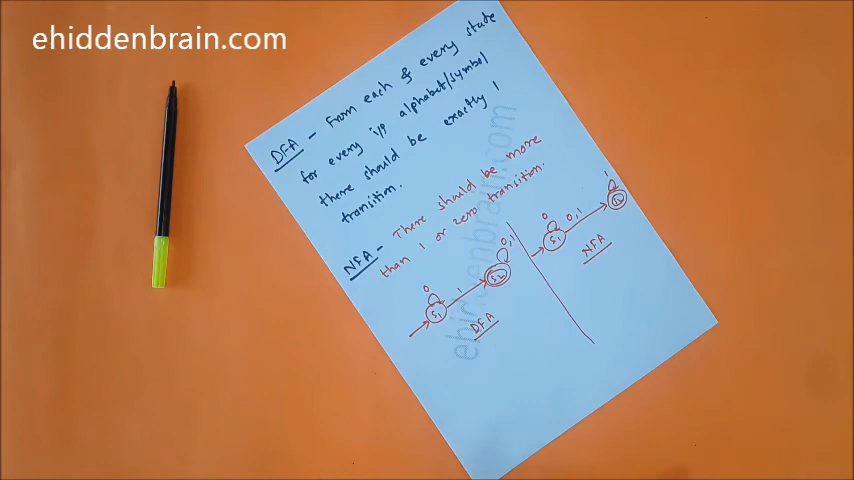 ehiddenbrain.com
DFA - From each & every state
for every i/p alphabet/symbol
there should be exactly 1
transition.
NFA - There should be more
than 1 or zero transition.
0
S1
1
S2
0,1
DFA
0
S1
0,1
S2
1
NFA
ehiddenbrain.com